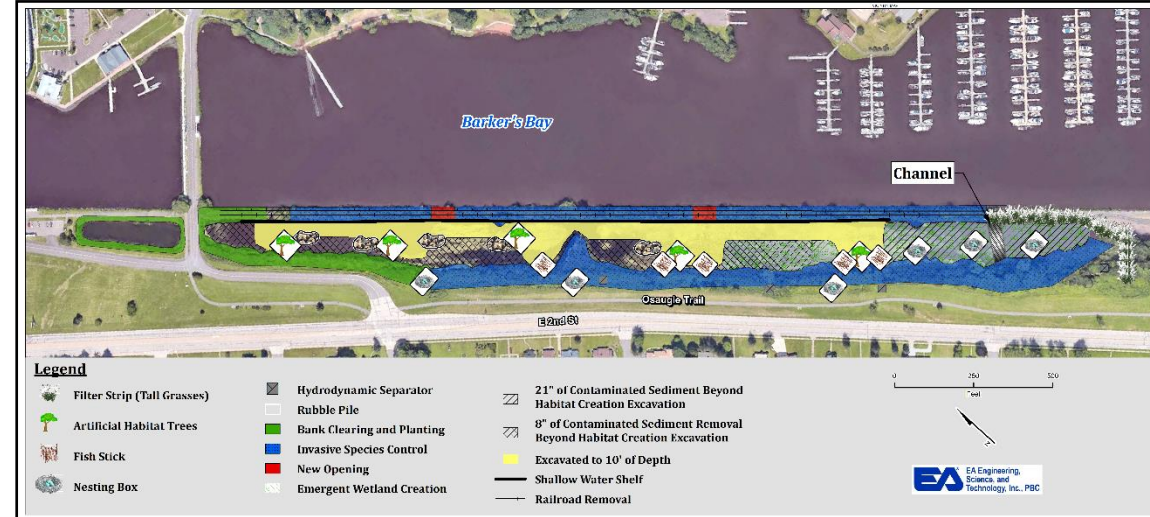 Barker's Bay
Channel
Osaugie Trail
E 2nd St
Legend
Filter Strip (Tall Grasses)
Artificial Habitat Trees
Fish Stick
Nesting Box
Hydrodynamic Separator
Rubble Pile
Bank Clearing and Planting
Invasive Species Control
New Opening
Emergent Wetland Creation
21" of Contaminated Sediment Beyond
Habitat Creation Excavation
8" of Contaminated Sediment Removal
Beyond Habitat Creation Excavation
Excavated to 10' of Depth
Shallow Water Shelf
Railroad Removal
0 250 500
Feet
N
EA
EA Engineering,
Science, and
Technology, Inc., PBC